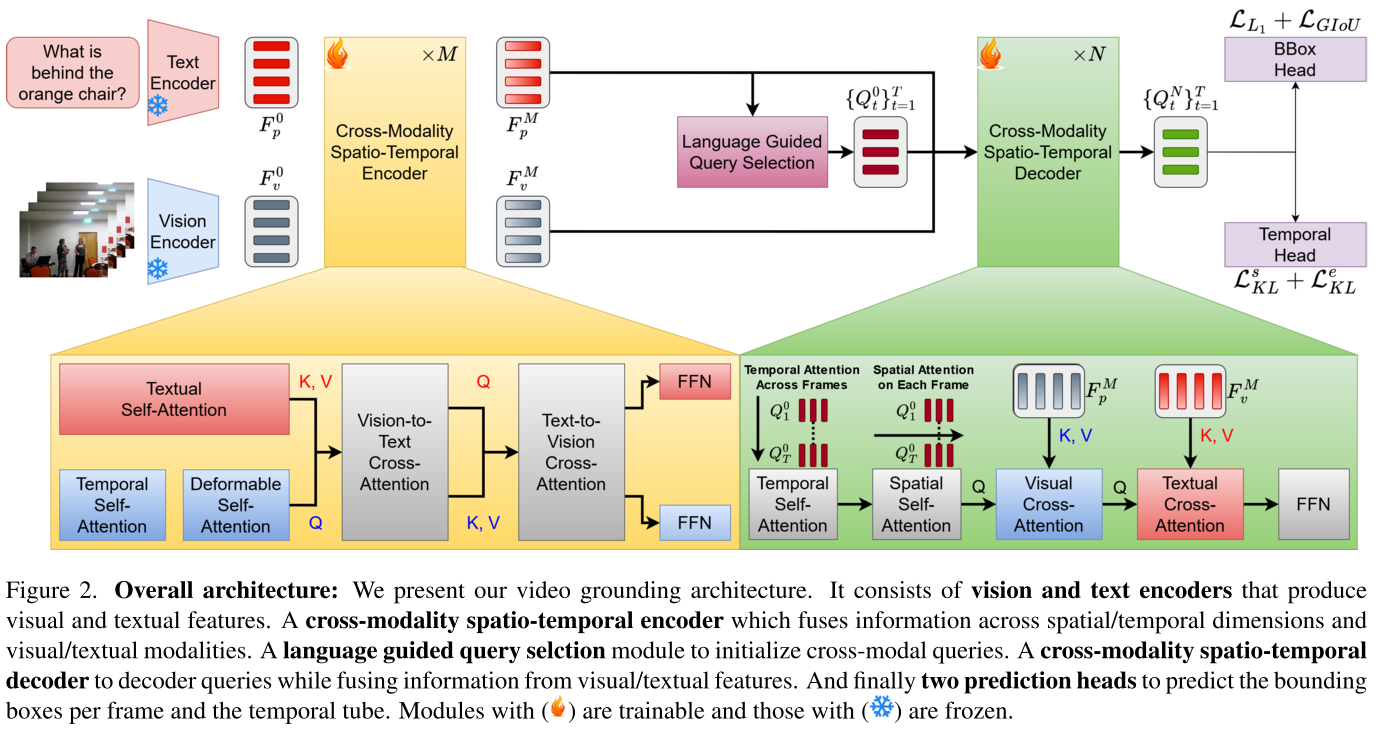 What is
behind the
orange chair?
Text
Encoder
F_p^0
×M
Cross-Modality
Spatio-Temporal
Encoder
F_p^M
Language Guided
Query Selection
{Q_t^0}_{t=1}^T
×N
Cross-Modality
Spatio-Temporal
Decoder
{Q_t^N}_{t=1}^T
L_{L_1} + L_{GIoU}
BBox
Head
Vision
Encoder
F_v^0
F_v^M
Temporal
Head
L_{KL}^s + L_{KL}^e
Textual
Self-Attention
K, V
Temporal
Self-Attention
Deformable
Self-Attention
Q
Vision-to-
Text
Cross-
Attention
Q
K, V
Text-to-
Vision
Cross-
Attention
FFN
FFN
Temporal Attention
Across Frames
Q_1^0
Q_T^0
Spatial Attention
on Each Frame
Q_1^0
Q_T^0
F_p^M
K, V
F_v^M
K, V
Temporal
Self-
Attention
Spatial
Self-
Attention
Q
Visual
Cross-
Attention
Q
Textual
Cross-
Attention
FFN
Figure 2. Overall architecture: We present our video grounding architecture. It consists of vision and text encoders that produce
visual and textual features. A cross-modality spatio-temporal encoder which fuses information across spatial/temporal dimensions and
visual/textual modalities. A language guided query selction module to initialize cross-modal queries. A cross-modality spatio-temporal
decoder to decoder queries while fusing information from visual/textual features. And finally two prediction heads to predict the bounding
boxes per frame and the temporal tube. Modules with (🔥) are trainable and those with (❄) are frozen.